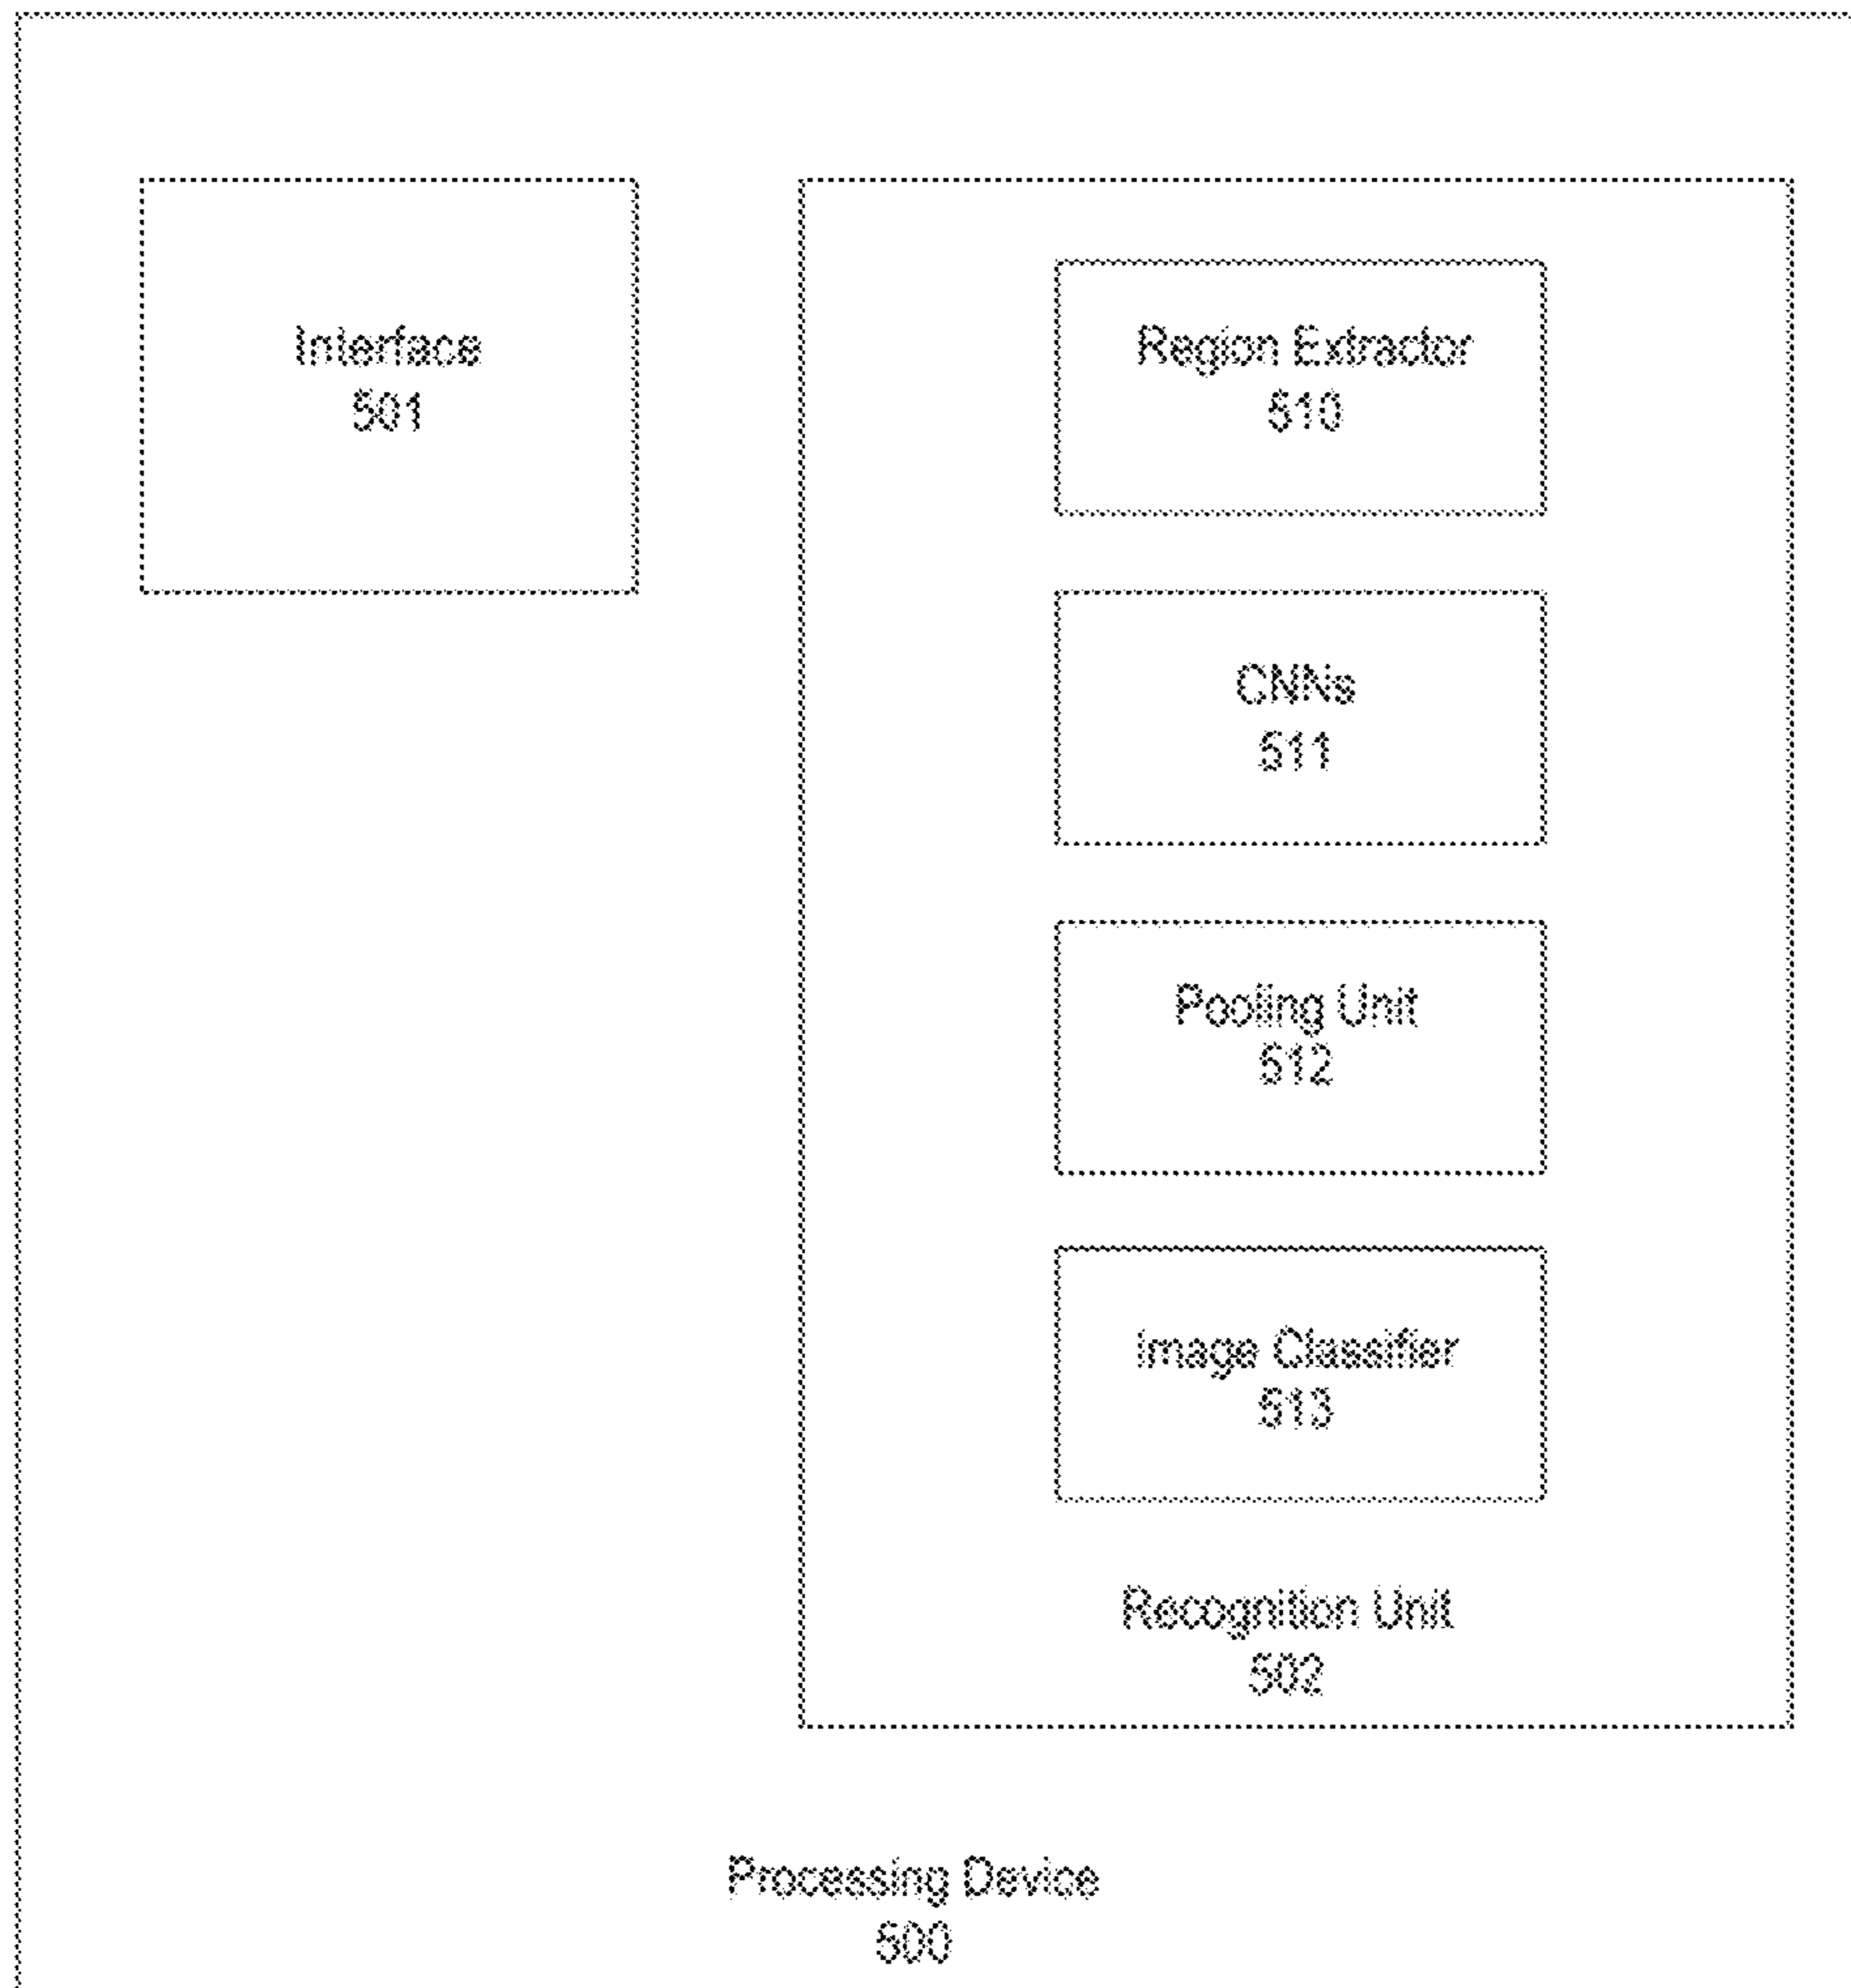 Interface
501
Region Extractor
510
CNNs
511
Pooling Unit
512
Image Classifier
513
Recognition Unit
502
Processing Device
500